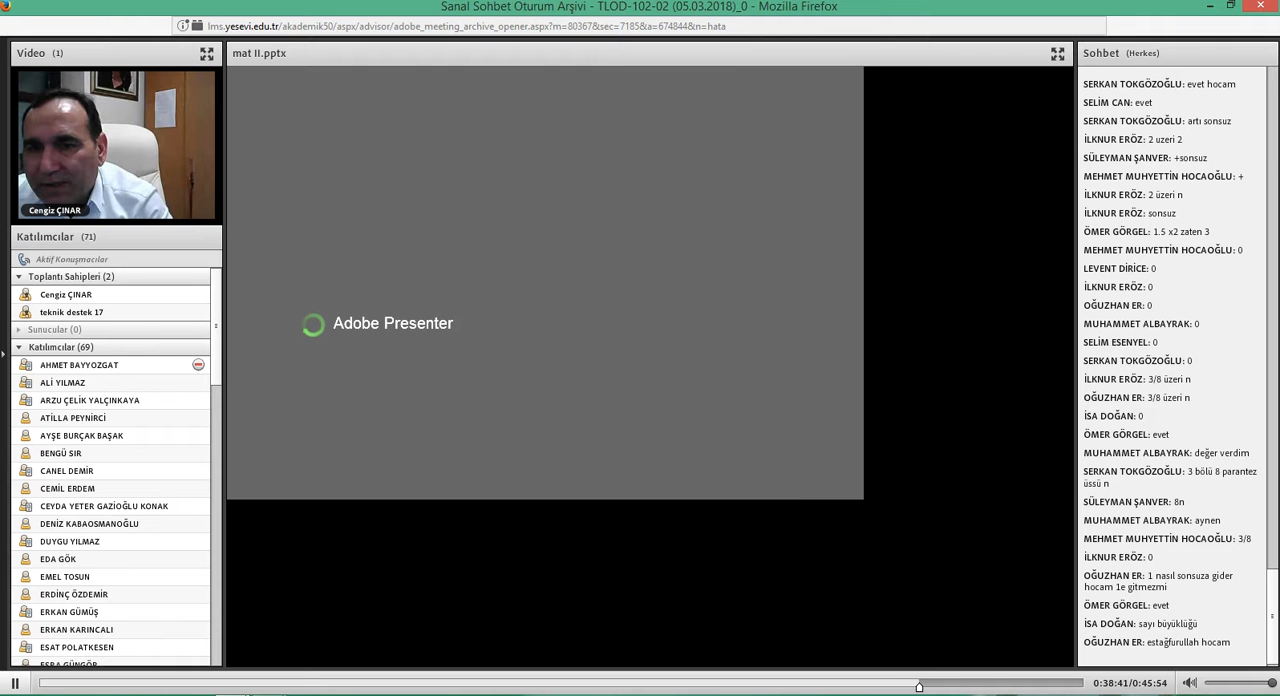 Sanal Sohbet Oturum Arşivi - TLOD-102-02 (05.03.2018)_0 - Mozilla Firefox
lms.yesevi.edu.tr/akademik50/aspx/advisor/adobe_meeting_archive_opener.aspx?m=80367&sec=7185&a=674844&n=hata
Video (1)
Cengiz ÇINAR
Katılımcılar (71)
Aktif Konuşmacılar
Toplantı Sahipleri (2)
Cengiz ÇINAR
teknik destek 17
Sunucular (0)
Katılımcılar (69)
AHMET BAYYOZGAT
ALİ YILMAZ
ARZU ÇELİK YALÇINKAYA
ATİLLA PEYNİRCİ
AYŞE BURÇAK BAŞAK
BENGÜ SIR
CANEL DEMİR
CEMİL ERDEM
CEYDA YETER GAZİOĞLU KONAK
DENİZ KABAOSMANOĞLU
DUYGU YILMAZ
EDA GÖK
EMEL TOSUN
ERDİNÇ ÖZDEMİR
ERKAN GÜMÜŞ
ERKAN KARINCALI
ESAT POLATKESEN
ESRA GÜNGÖR
mat II.pptx
Adobe Presenter
Sohbet (Herkes)
SERKAN TOKGÖZOĞLU: evet hocam
SELİM CAN: evet
SERKAN TOKGÖZOĞLU: artı sonsuz
İLKNUR ERÖZ: 2 uzeri 2
SÜLEYMAN ŞANVER: +sonsuz
MEHMET MUHYETTİN HOCAOĞLU: +
İLKNUR ERÖZ: 2 üzeri n
İLKNUR ERÖZ: sonsuz
ÖMER GÖRGEL: 1.5 x2 zaten 3
MEHMET MUHYETTİN HOCAOĞLU: 0
LEVENT DİRİCE: 0
İLKNUR ERÖZ: 0
OĞUZHAN ER: 0
MUHAMMET ALBAYRAK: 0
SELİM ESENYEL: 0
SERKAN TOKGÖZOĞLU: 0
İLKNUR ERÖZ: 3/8 üzeri n
OĞUZHAN ER: 3/8 üzeri n
İSA DOĞAN: 0
ÖMER GÖRGEL: evet
MUHAMMET ALBAYRAK: değer verdim
SERKAN TOKGÖZOĞLU: 3 bölü 8 parantez
üssü n
SÜLEYMAN ŞANVER: 8n
MUHAMMET ALBAYRAK: aynen
MEHMET MUHYETTİN HOCAOĞLU: 3/8
İLKNUR ERÖZ: 0
OĞUZHAN ER: 1 nasıl sonsuza gider
hocam 1e gitmezmi
ÖMER GÖRGEL: evet
İSA DOĞAN: sayı büyüklüğü
OĞUZHAN ER: estağfurullah hocam
0:38:41/0:45:54